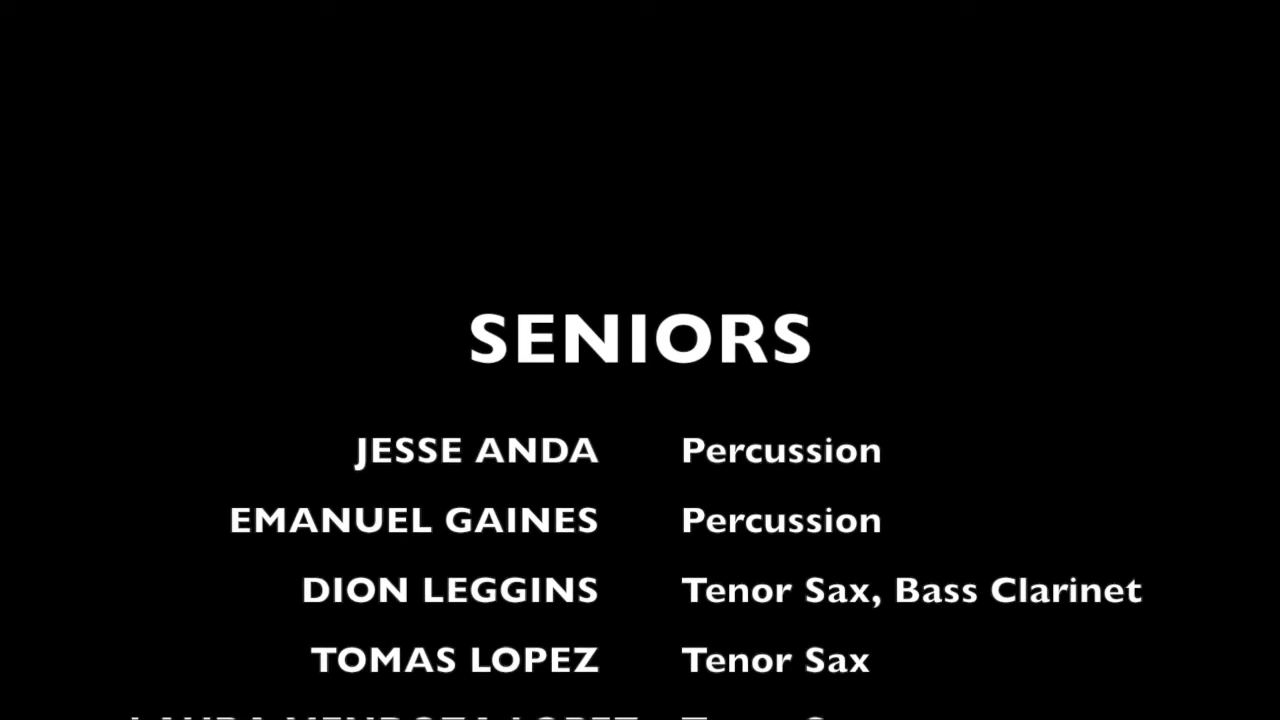 SENIORS
JESSE ANDA Percussion
EMANUEL GAINES Percussion
DION LEGGINS Tenor Sax, Bass Clarinet
TOMAS LOPEZ Tenor Sax